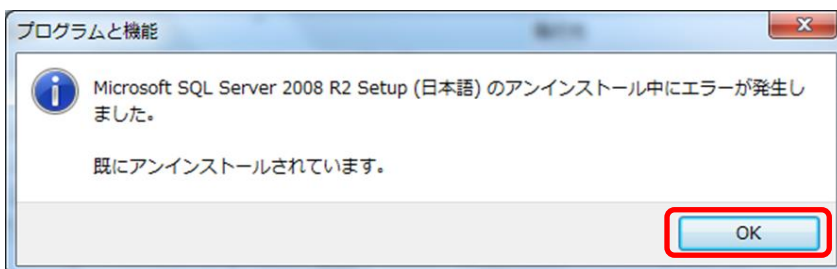 プログラムと機能
Microsoft SQL Server 2008 R2 Setup (日本語) のアンインストール中にエラーが発生し
ました。
既にアンインストールされています。
OK